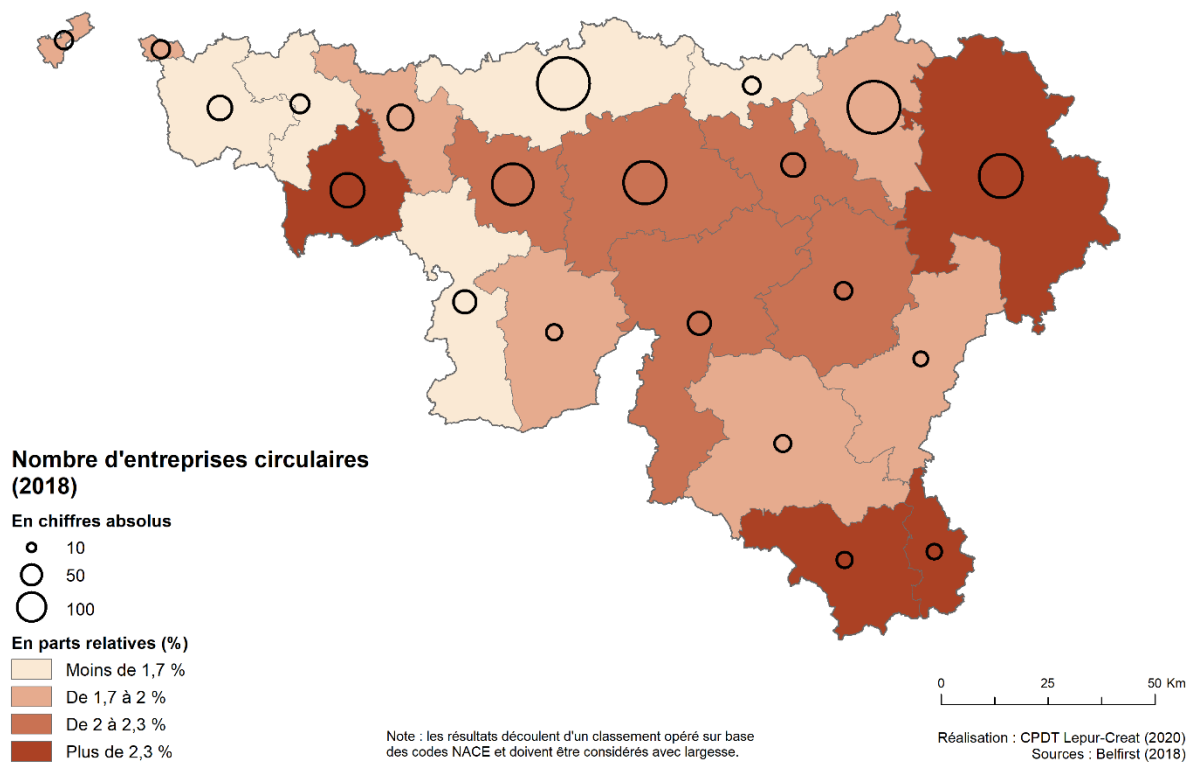 Nombre d'entreprises circulaires
(2018)
En chiffres absolus
10
50
100
En parts relatives (%)
Moins de 1,7 %
De 1,7 à 2 %
De 2 à 2,3 %
Plus de 2,3 %
Note : les résultats découlent d'un classement opéré sur base
des codes NACE et doivent être considérés avec largesse.
0 25 50 Km
Réalisation : CPDT Lepur-Creat (2020)
Sources : Belfirst (2018)